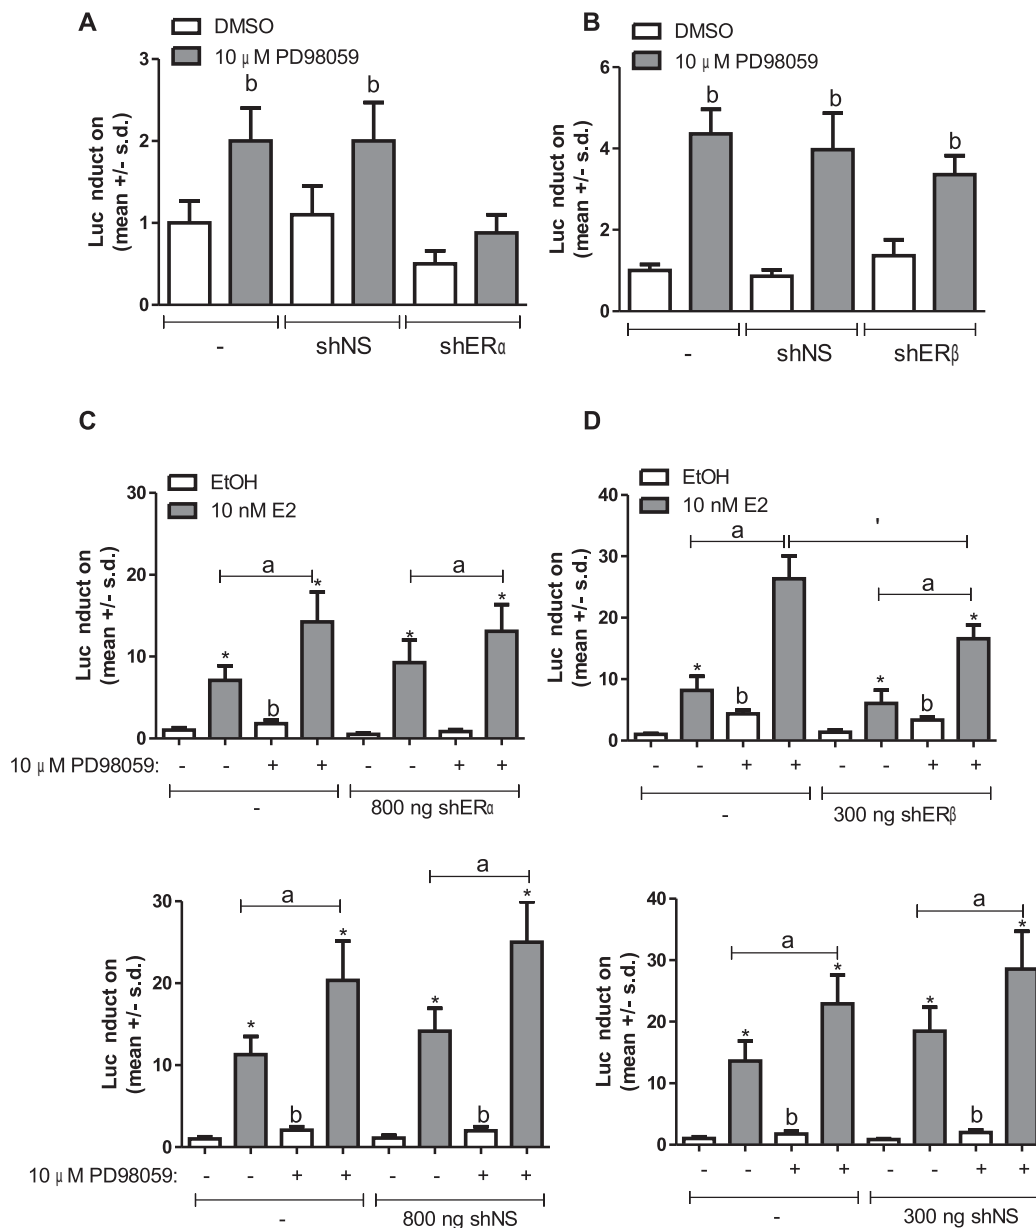 A
DMSO
10 μM PD98059
Luc nduct on
(mean +/- s.d.)
3
2
1
0
b
b
-
shNS
shERα
B
DMSO
10 μM PD98059
Luc nduct on
(mean +/- s.d.)
6
4
2
0
b
b
b
-
shNS
shERβ
C
EtOH
10 nM E2
Luc nduct on
(mean +/- s.d.)
30
20
10
0
a
a
*
b
*
*
*
10 μM PD98059:
- - + + - - + +
-
800 ng shERα
D
EtOH
10 nM E2
Luc nduct on
(mean +/- s.d.)
40
30
20
10
0
a
'
a
*
b
*
b
*
- - + + - - + +
-
300 ng shERβ
Luc nduct on
(mean +/- s.d.)
30
20
10
0
a
a
*
b
*
*
b
*
10 μM PD98059:
- - + + - - + +
-
800 ng shNS
Luc nduct on
(mean +/- s.d.)
40
30
20
10
0
a
a
*
b
*
*
b
*
- - + + - - + +
-
300 ng shNS